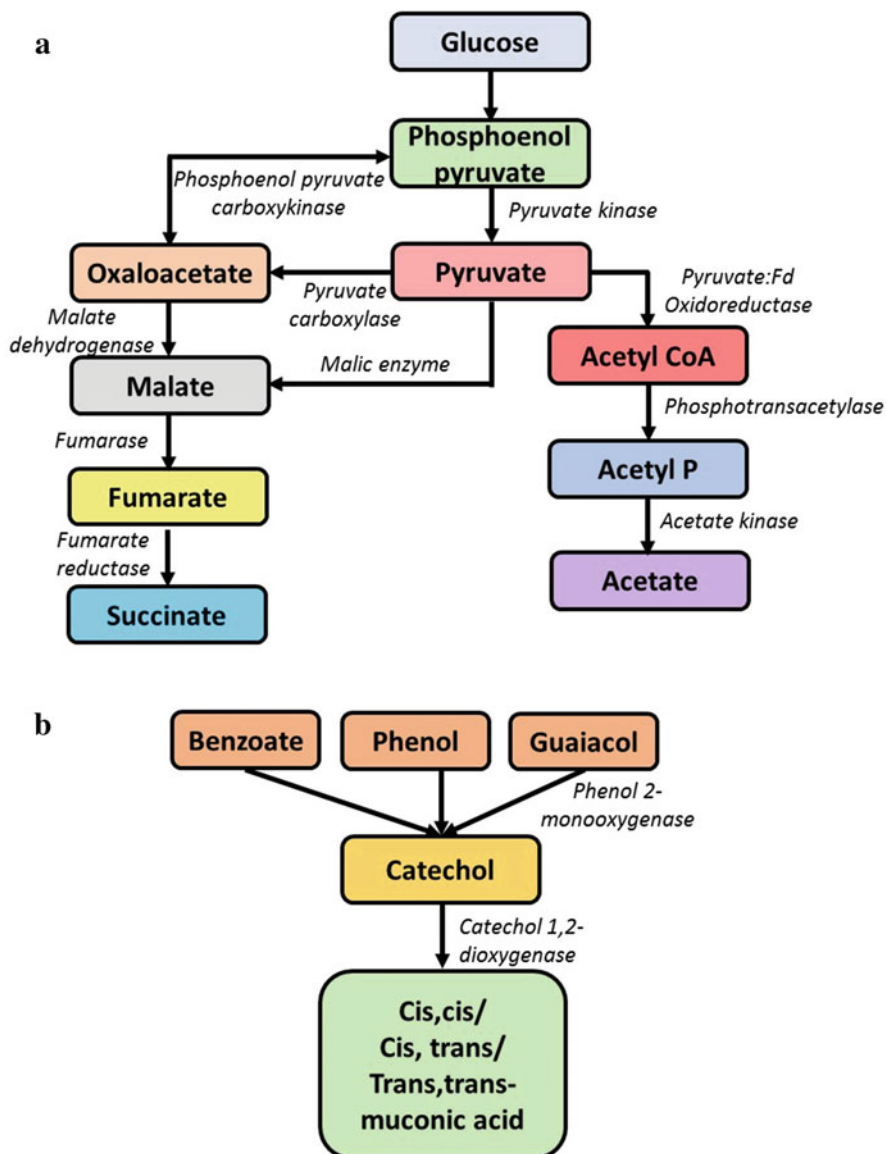 a
Glucose
Phosphoenol
pyruvate
Phosphoenol pyruvate
carboxykinase
Pyruvate kinase
Oxaloacetate
Pyruvate
Pyruvate
carboxylase
Pyruvate:Fd
Oxidoreductase
Malate
dehydrogenase
Acetyl CoA
Malic enzyme
Malate
Phosphotransacetylase
Fumarase
Acetyl P
Fumarate
Acetate kinase
Fumarate
reductase
Acetate
Succinate
b
Benzoate
Phenol
Guaiacol
Phenol 2-
monooxygenase
Catechol
Catechol 1,2-
dioxygenase
Cis,cis/
Cis, trans/
Trans,trans-
muconic acid